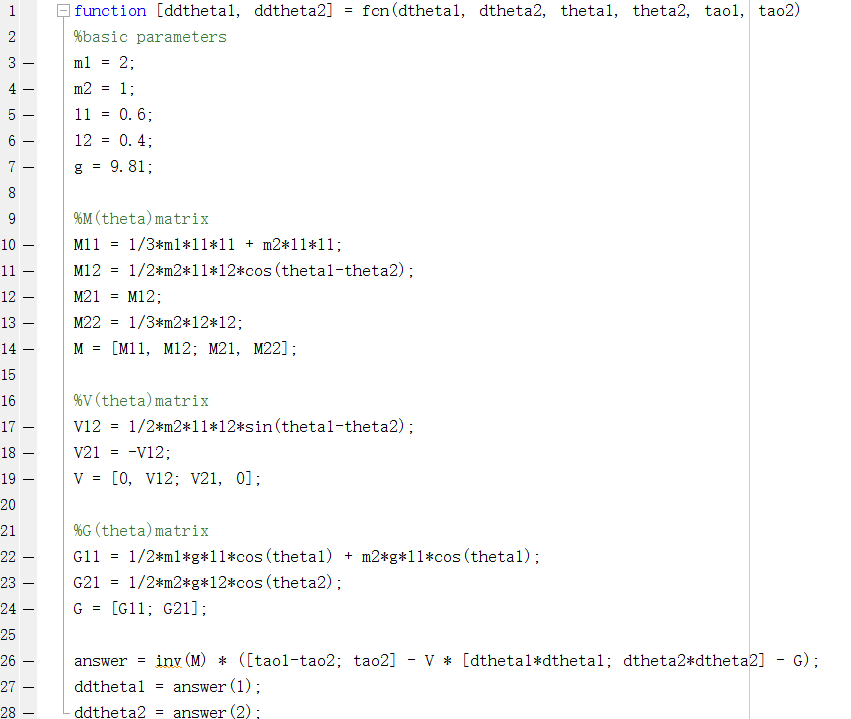 1 function [ddtheta1, ddtheta2] = fcn(dtheta1, dtheta2, theta1, theta2, tao1, tao2)
2 %basic parameters
3 m1 = 2;
4 m2 = 1;
5 l1 = 0.6;
6 l2 = 0.4;
7 g = 9.81;
8
9 %M(theta)matrix
10 M11 = 1/3*m1*l1*l1 + m2*l1*l1;
11 M12 = 1/2*m2*l1*l2*cos(theta1-theta2);
12 M21 = M12;
13 M22 = 1/3*m2*l2*l2;
14 M = [M11, M12; M21, M22];
15
16 %V(theta)matrix
17 V12 = 1/2*m2*l1*l2*sin(theta1-theta2);
18 V21 = -V12;
19 V = [0, V12; V21, 0];
20
21 %G(theta)matrix
22 G11 = 1/2*m1*g*l1*cos(theta1) + m2*g*l1*cos(theta1);
23 G21 = 1/2*m2*g*l2*cos(theta2);
24 G = [G11; G21];
25
26 answer = inv(M) * ([tao1-tao2; tao2] - V * [dtheta1*dtheta1; dtheta2*dtheta2] - G);
27 ddtheta1 = answer(1);
28 ddtheta2 = answer(2);